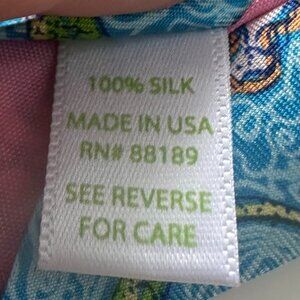 100% SILK
MADE IN USA
RN# 88189
SEE REVERSE
FOR CARE